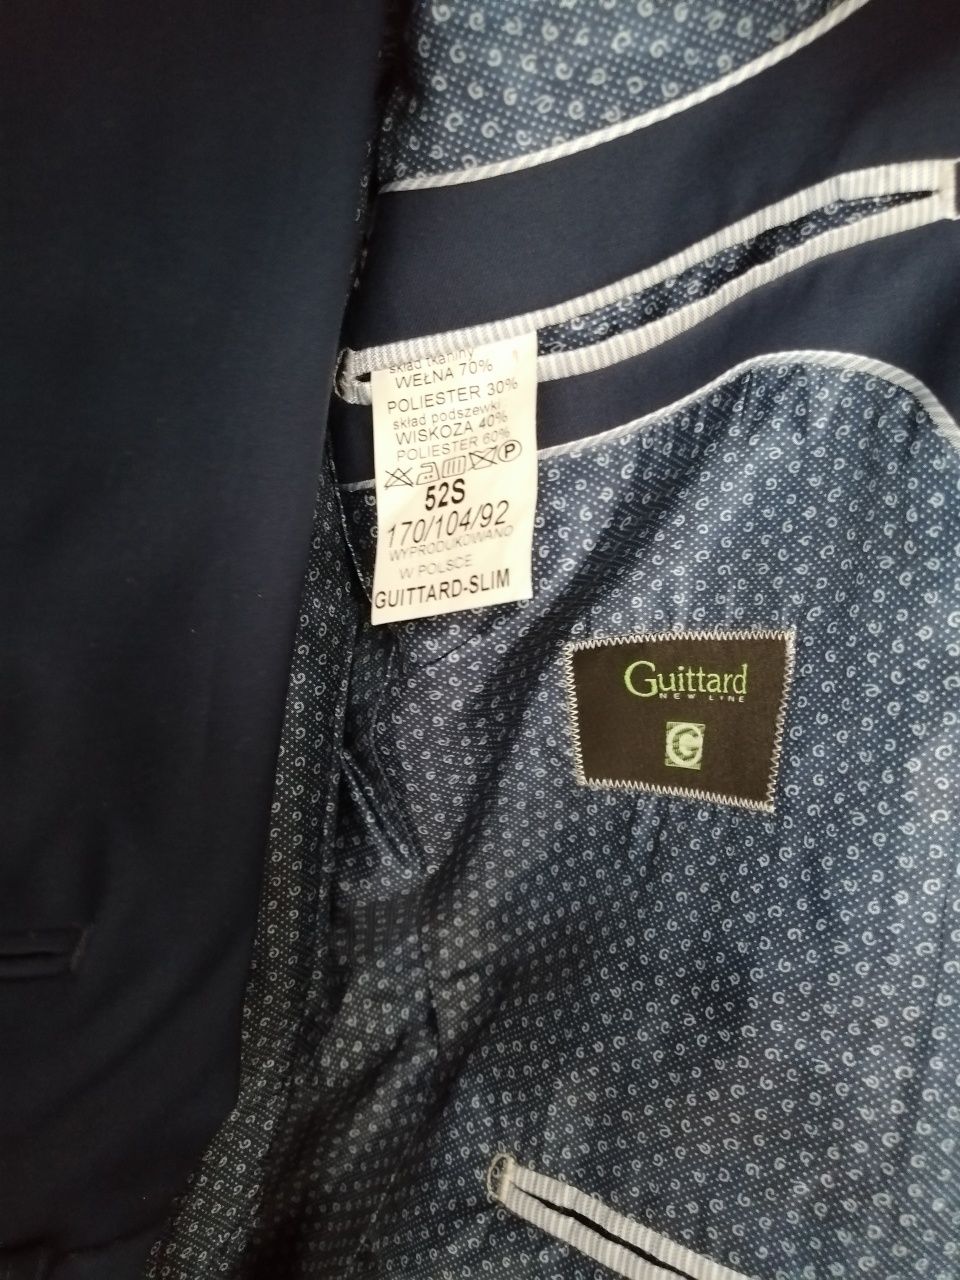 skład tkaniny
WEŁNA 70%
POLIESTER 30%
skład podszewki
WISKOZA 40%
POLIESTER 60%
P
52S
170/104/92
WYPRODUKOWANO
W POLSCE
GUITTARD-SLIM
Guittard
NEW LINE
G